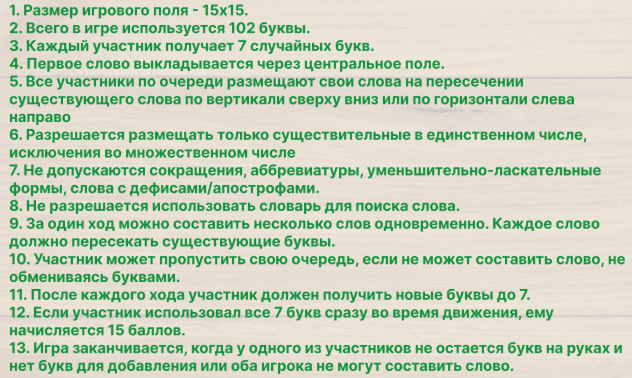 1. Размер игрового поля - 15x15.
2. Всего в игре используется 102 буквы.
3. Каждый участник получает 7 случайных букв.
4. Первое слово выкладывается через центральное поле.
5. Все участники по очереди размещают свои слова на пересечении
существующего слова по вертикали сверху вниз или по горизонтали слева
направо
6. Разрешается размещать только существительные в единственном числе,
исключения во множественном числе
7. Не допускаются сокращения, аббревиатуры, уменьшительно-ласкательные
формы, слова с дефисами/апострофами.
8. Не разрешается использовать словарь для поиска слова.
9. За один ход можно составить несколько слов одновременно. Каждое слово
должно пересекать существующие буквы.
10. Участник может пропустить свою очередь, если не может составить слово, не
обмениваясь буквами.
11. После каждого хода участник должен получить новые буквы до 7.
12. Если участник использовал все 7 букв сразу во время движения, ему
начисляется 15 баллов.
13. Игра заканчивается, когда у одного из участников не остается букв на руках и
нет букв для добавления или оба игрока не могут составить слово.